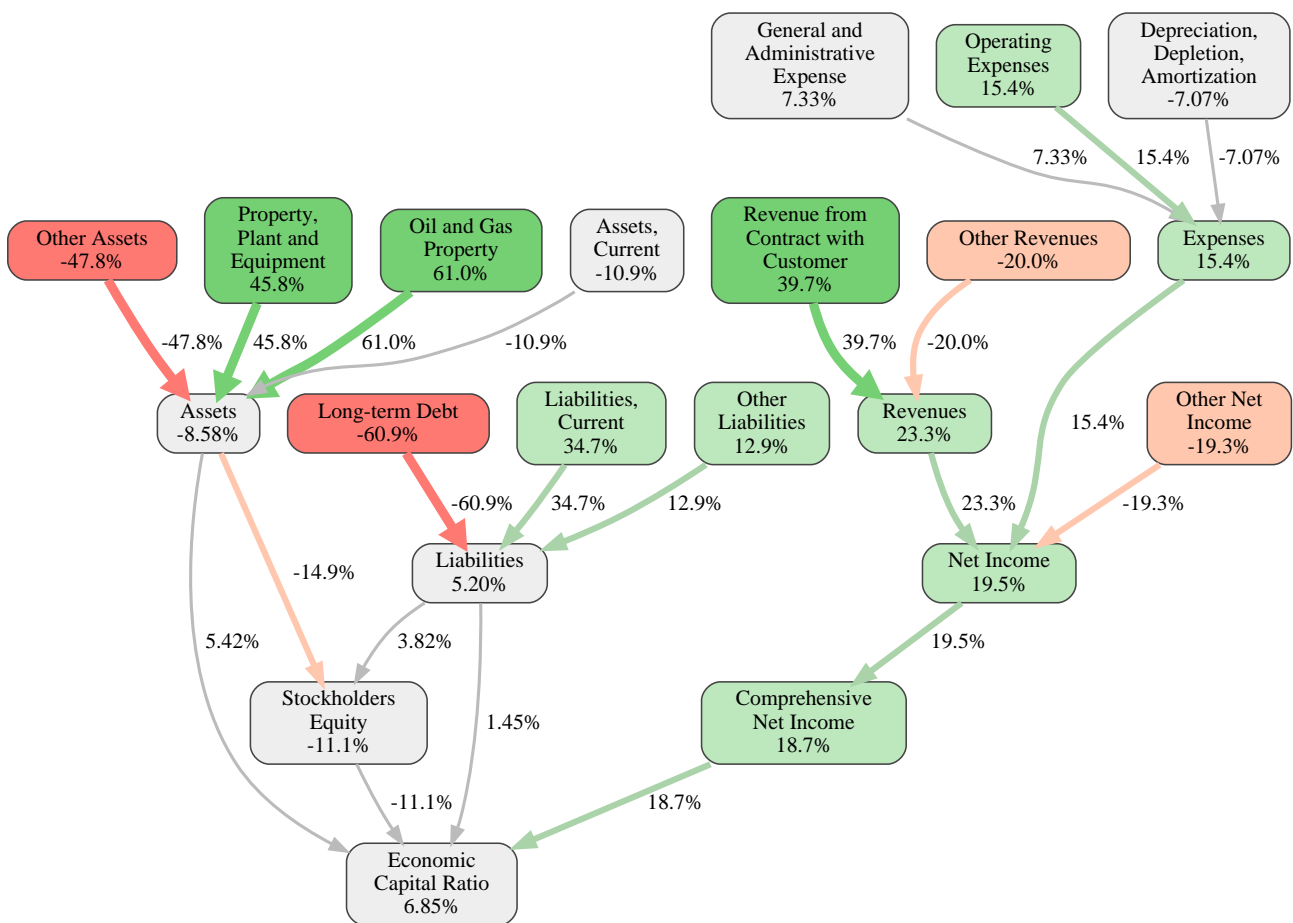 General and
Administrative
Expense
7.33%
Operating
Expenses
15.4%
Depreciation,
Depletion,
Amortization
-7.07%
7.33%
15.4%
-7.07%
Other Assets
-47.8%
Property,
Plant and
Equipment
45.8%
Oil and Gas
Property
61.0%
Assets,
Current
-10.9%
Revenue from
Contract with
Customer
39.7%
Other Revenues
-20.0%
Expenses
15.4%
-47.8%
45.8%
61.0%
-10.9%
39.7%
-20.0%
Assets
-8.58%
Long-term Debt
-60.9%
Liabilities,
Current
34.7%
Other
Liabilities
12.9%
Revenues
23.3%
15.4%
Other Net
Income
-19.3%
-60.9%
34.7%
12.9%
23.3%
-19.3%
-14.9%
Liabilities
5.20%
Net Income
19.5%
5.42%
3.82%
19.5%
Stockholders
Equity
-11.1%
1.45%
Comprehensive
Net Income
18.7%
-11.1%
18.7%
Economic
Capital Ratio
6.85%